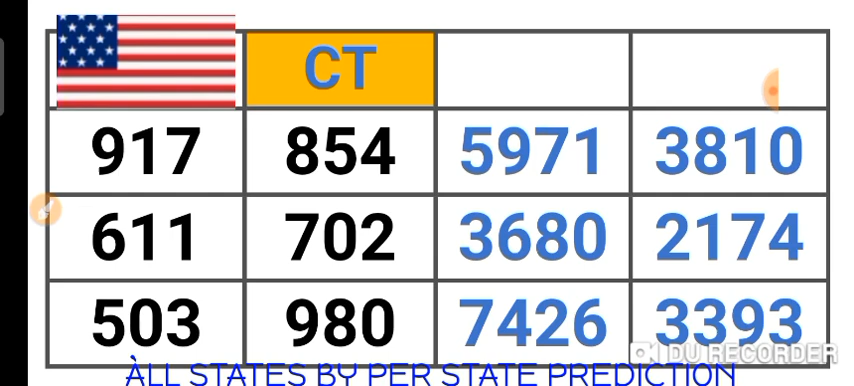 CT
917 854 5971 3810
611 702 3680 2174
503 980 7426 3393
DU RECORDER
ÀLL STATES BY PER STATE PREDICTION